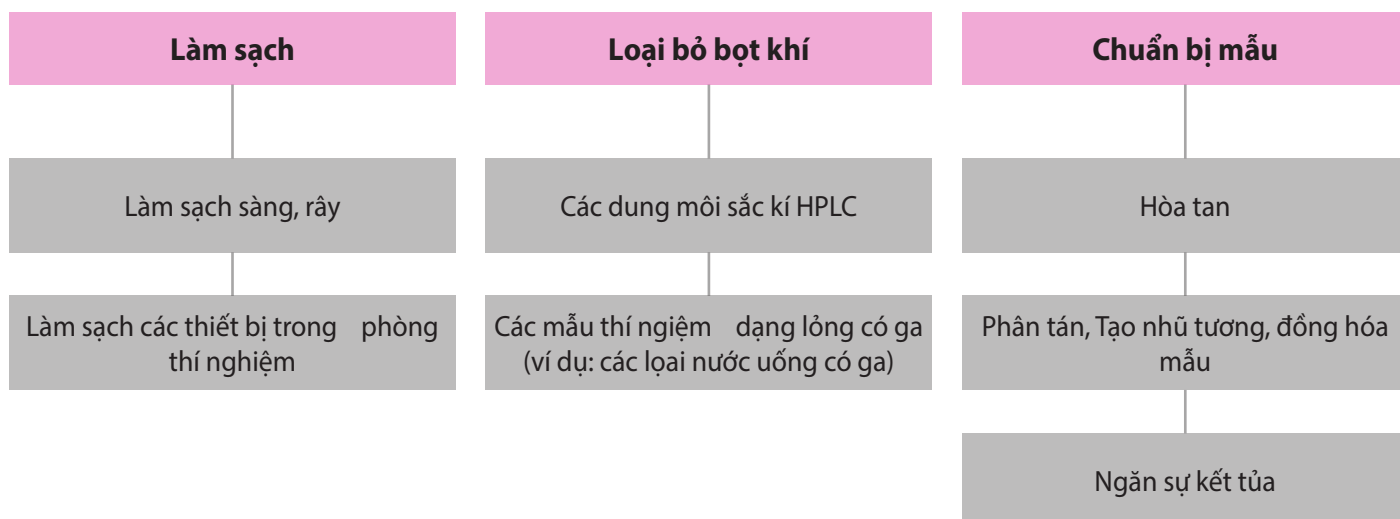 Làm sạch
Làm sạch sàng, rây
Làm sạch các thiết bị trong phòng
thí nghiệm
Loại bỏ bọt khí
Các dung môi sắc kí HPLC
Các mẫu thí ngiệm dạng lỏng có ga
(ví dụ: các lọai nước uống có ga)
Chuẩn bị mẫu
Hòa tan
Phân tán, Tạo nhũ tương, đồng hóa
mẫu
Ngăn sự kết tủa